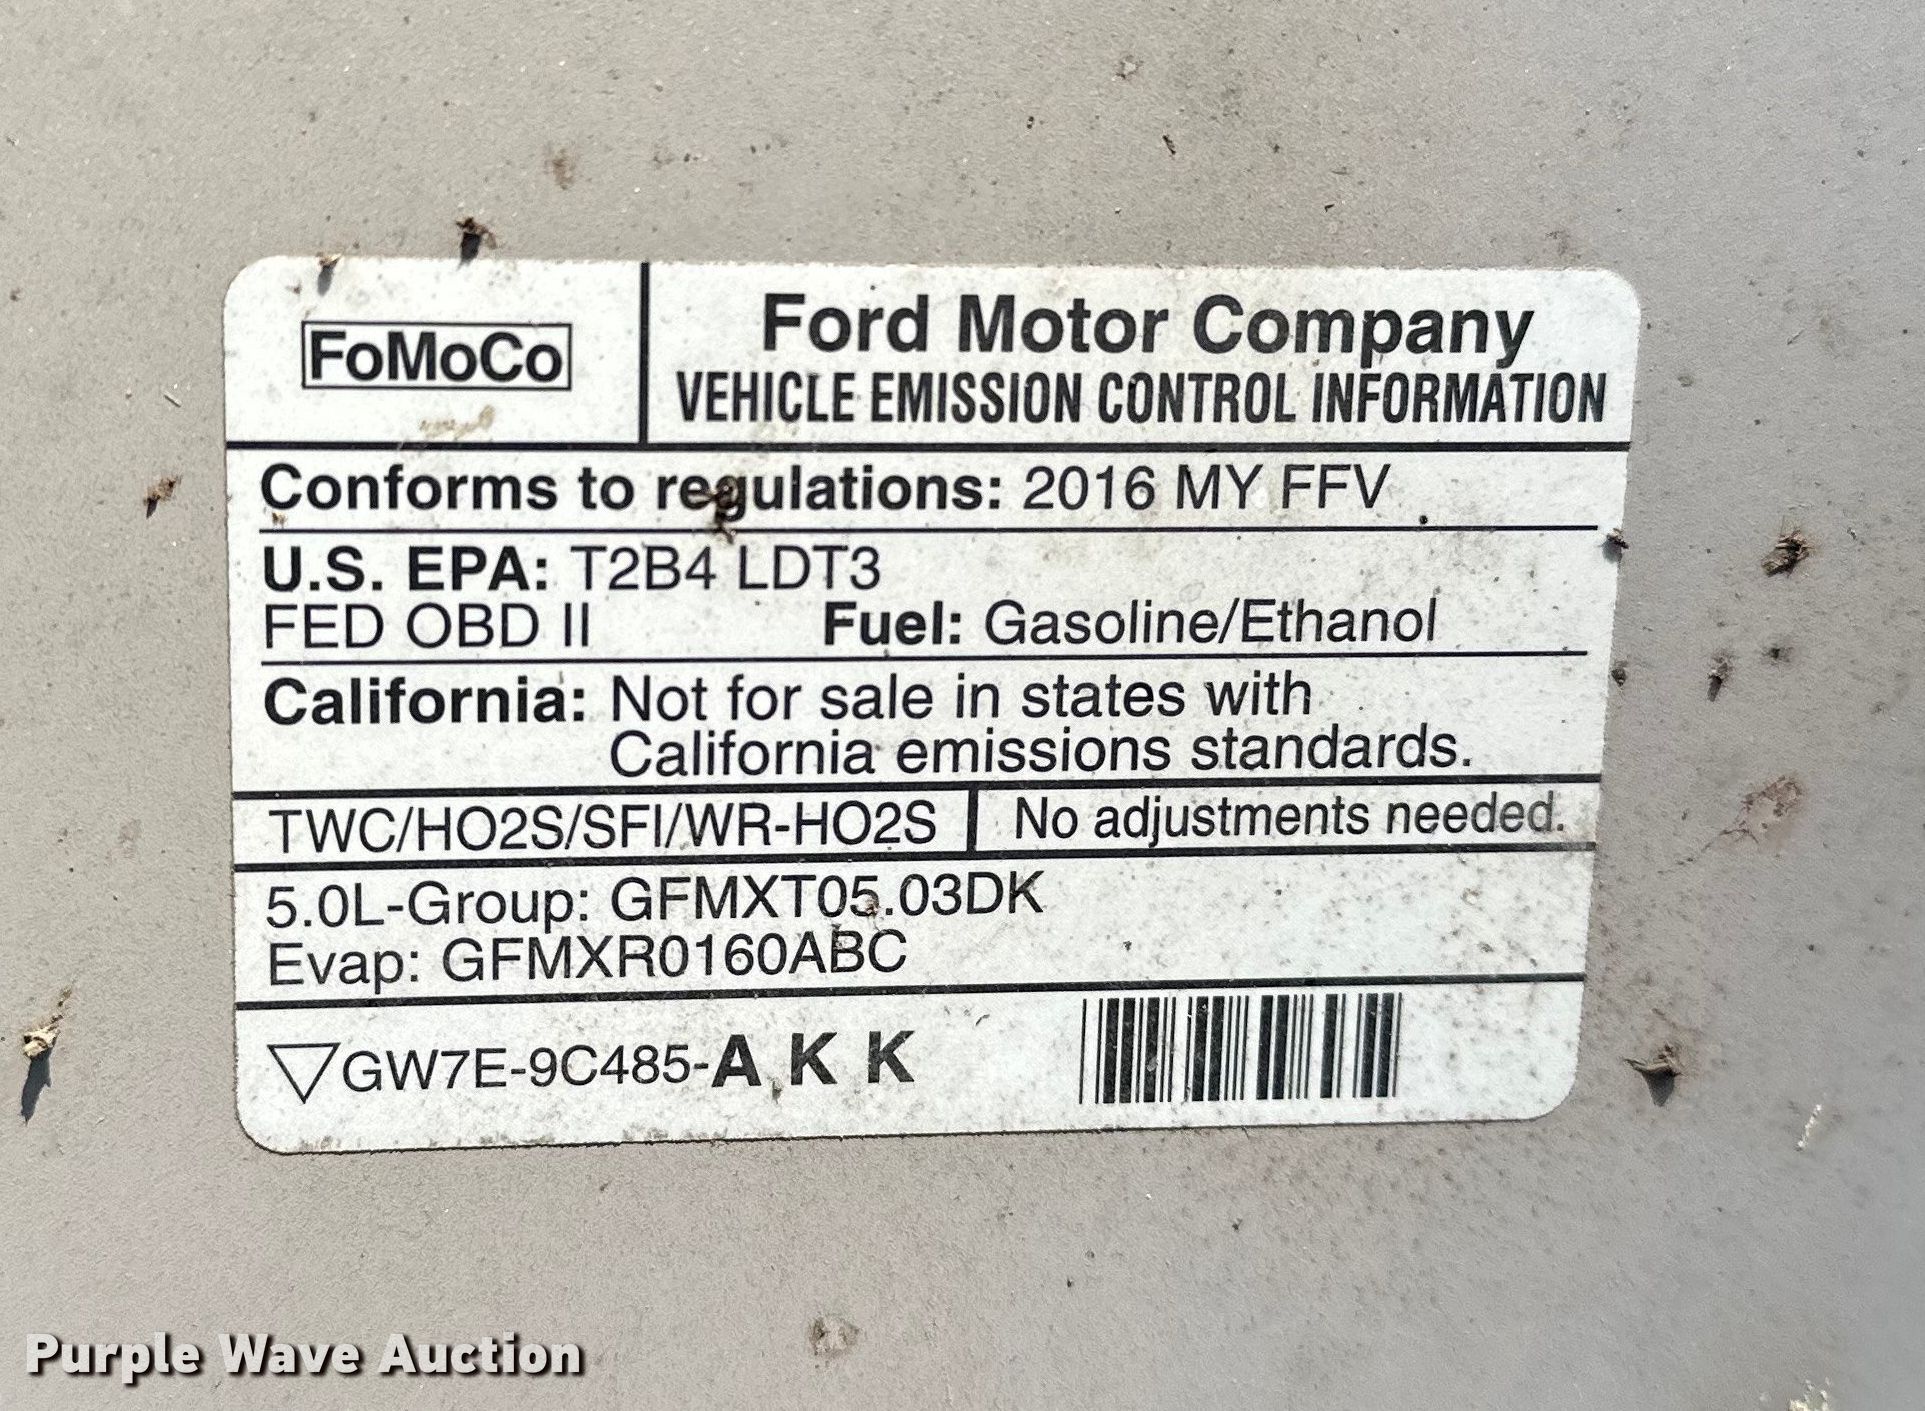 FoMoCo
Ford Motor Company
VEHICLE EMISSION CONTROL INFORMATION
Conforms to regulations: 2016 MY FFV
U.S. EPA: T2B4 LDT3
FED OBD II Fuel: Gasoline/Ethanol
California: Not for sale in states with
California emissions standards.
TWC/HO2S/SFI/WR-HO2S No adjustments needed.
5.0L-Group: GFMXT05.03DK
Evap: GFMXR0160ABC
GW7E-9C485-A K K
Purple Wave Auction